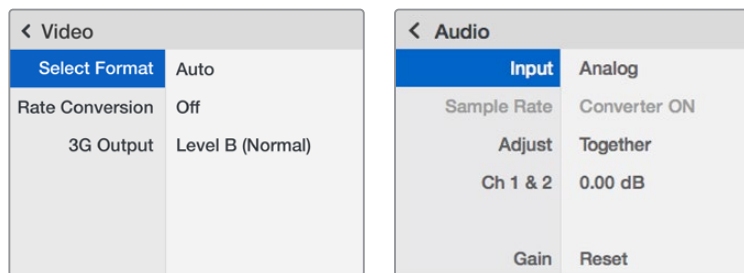 < Video
Select Format Auto
Rate Conversion Off
3G Output Level B (Normal)
< Audio
Input Analog
Sample Rate Converter ON
Adjust Together
Ch 1 & 2 0.00 dB
Gain Reset